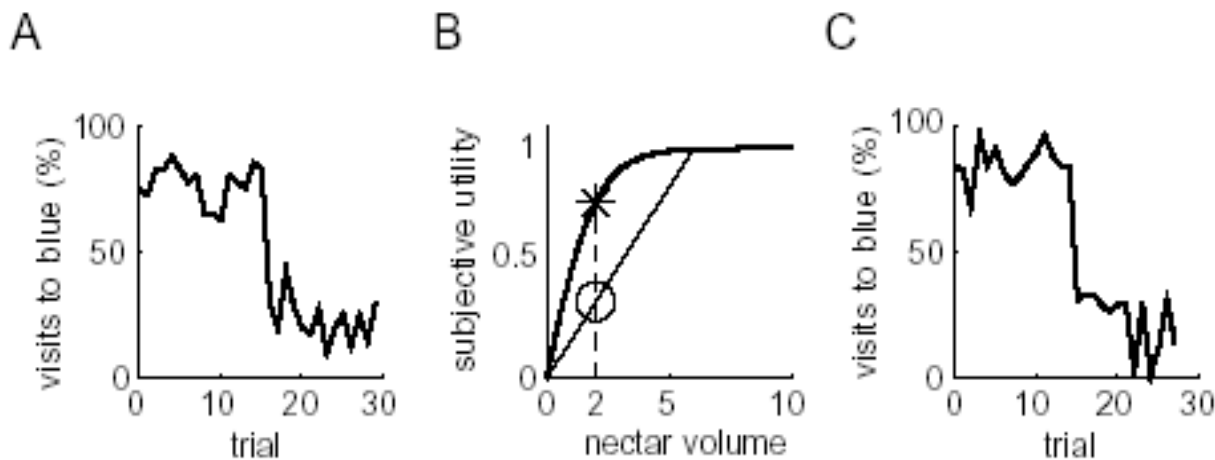 A
B
C
visits to blue (%)
100
50
0
0 10 20 30
trial
subjective utility
1
0.5
0
0 2 5 10
nectar volume
visits to blue (%)
100
50
0
0 10 20 30
trial